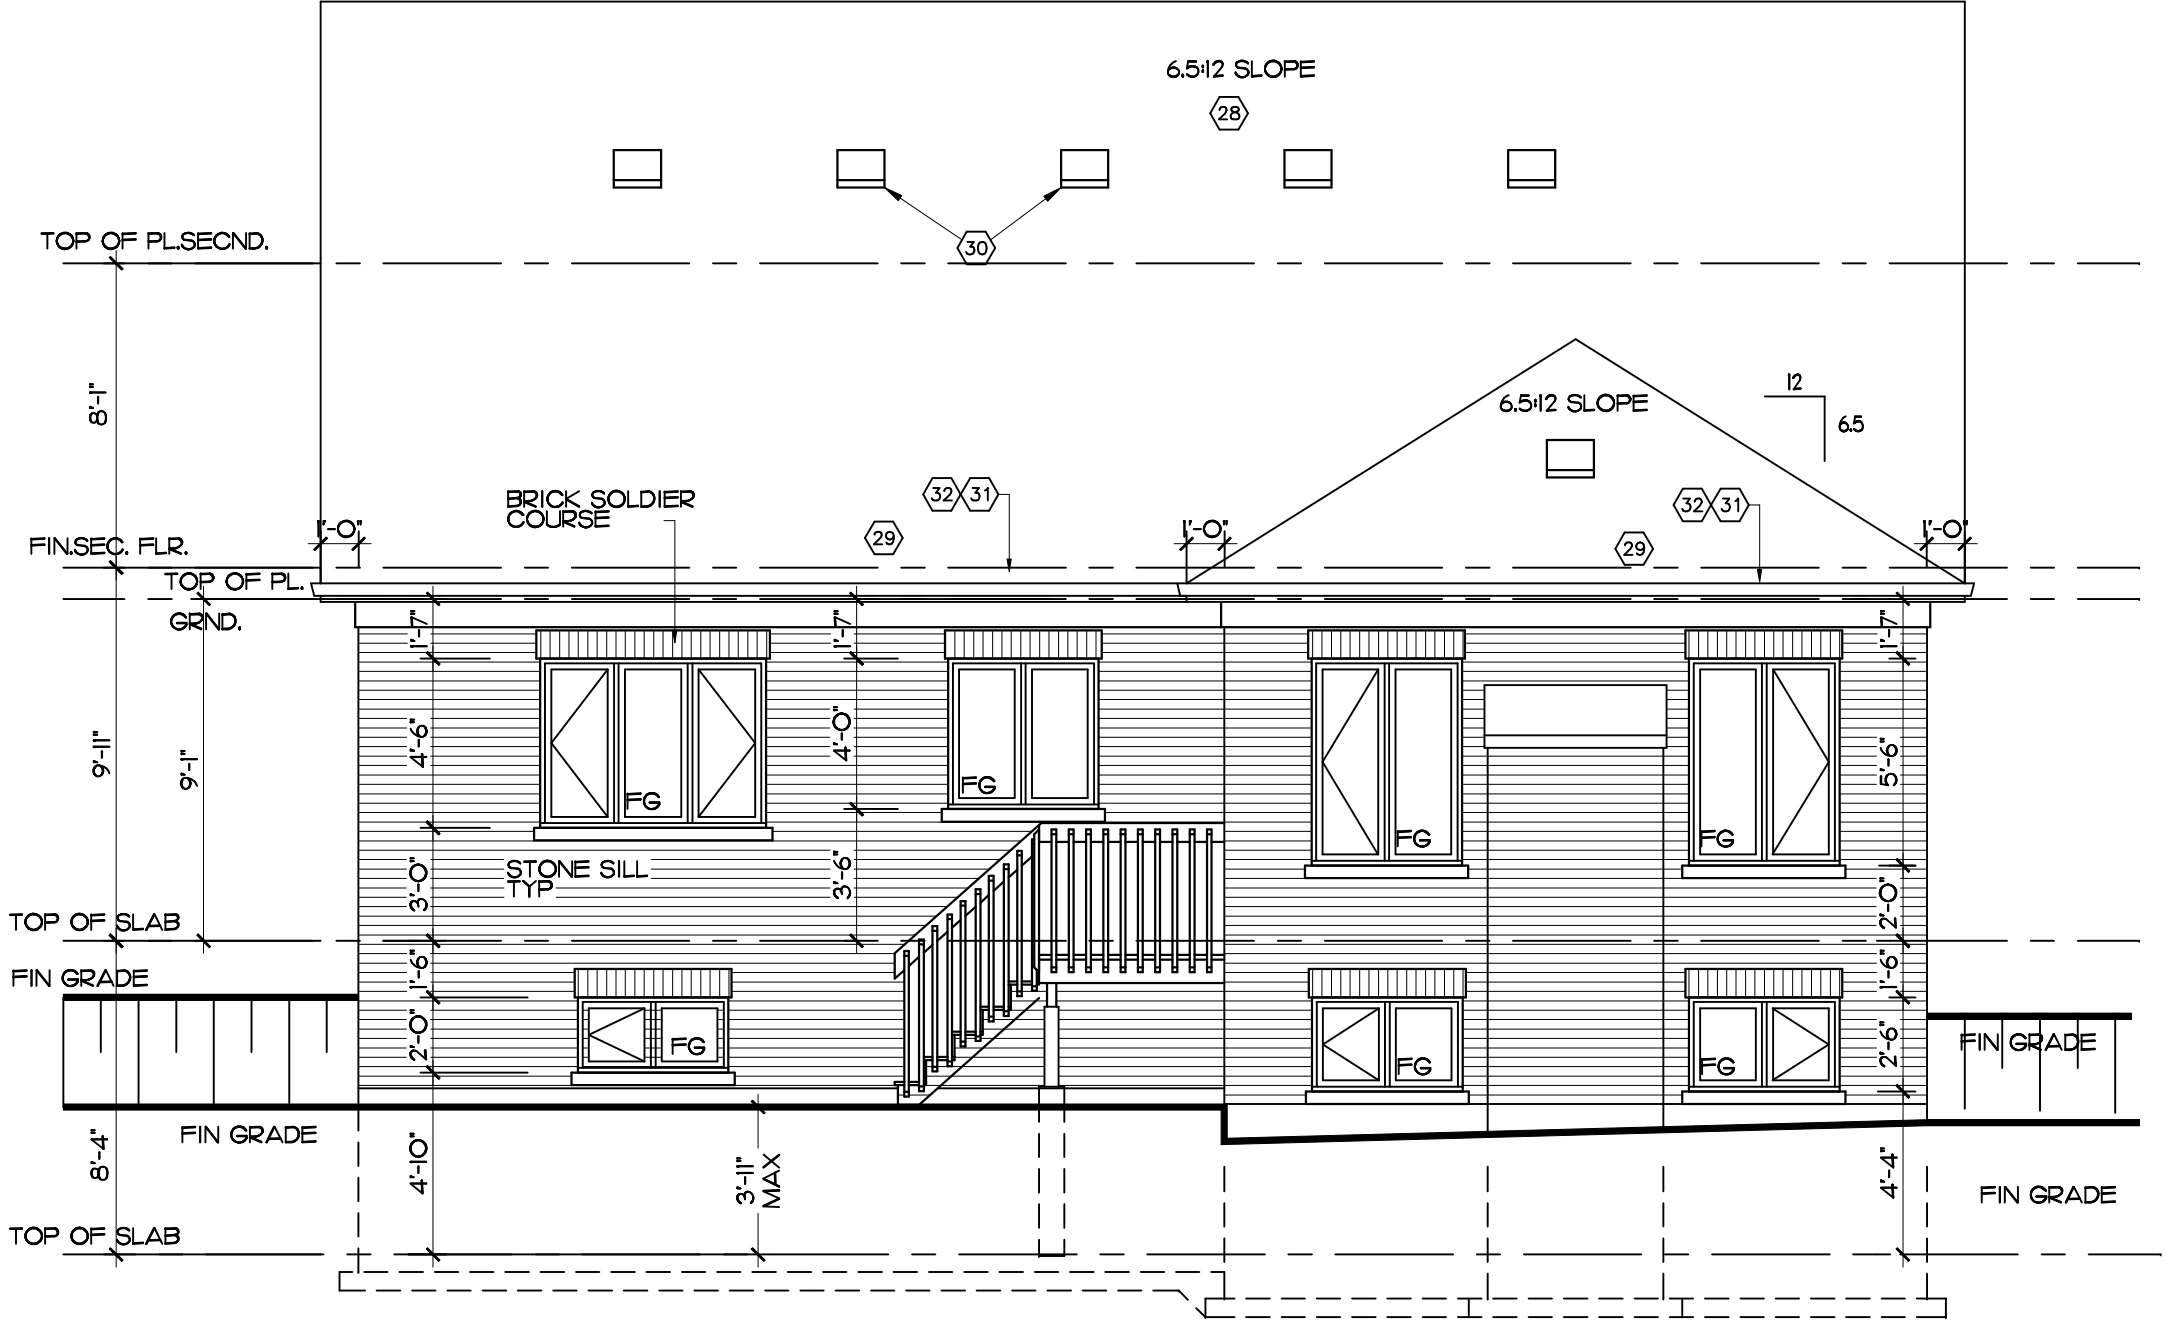 6.5:12 SLOPE
28
30
TOP OF PL.SECND.
8'-1"
12
6.5:12 SLOPE
6.5
BRICK SOLDIER
COURSE
32 31
32 31
1'-0"
29
1'-0"
29
1'-0"
FIN.SEC. FLR.
TOP OF PL.
GRND.
1'-7"
1'-7"
1'-7"
9'-11"
9'-1"
4'-6"
4'-0"
5'-6"
FG
FG
FG
FG
STONE SILL
TYP
3'-0"
3'-6"
2'-0"
TOP OF SLAB
FIN GRADE
1'-6"
1'-6"
2'-0"
FG
FG
FG
2'-6"
FIN GRADE
FIN GRADE
8'-4"
4'-10"
3'-11"
MAX
4'-4"
FIN GRADE
TOP OF SLAB